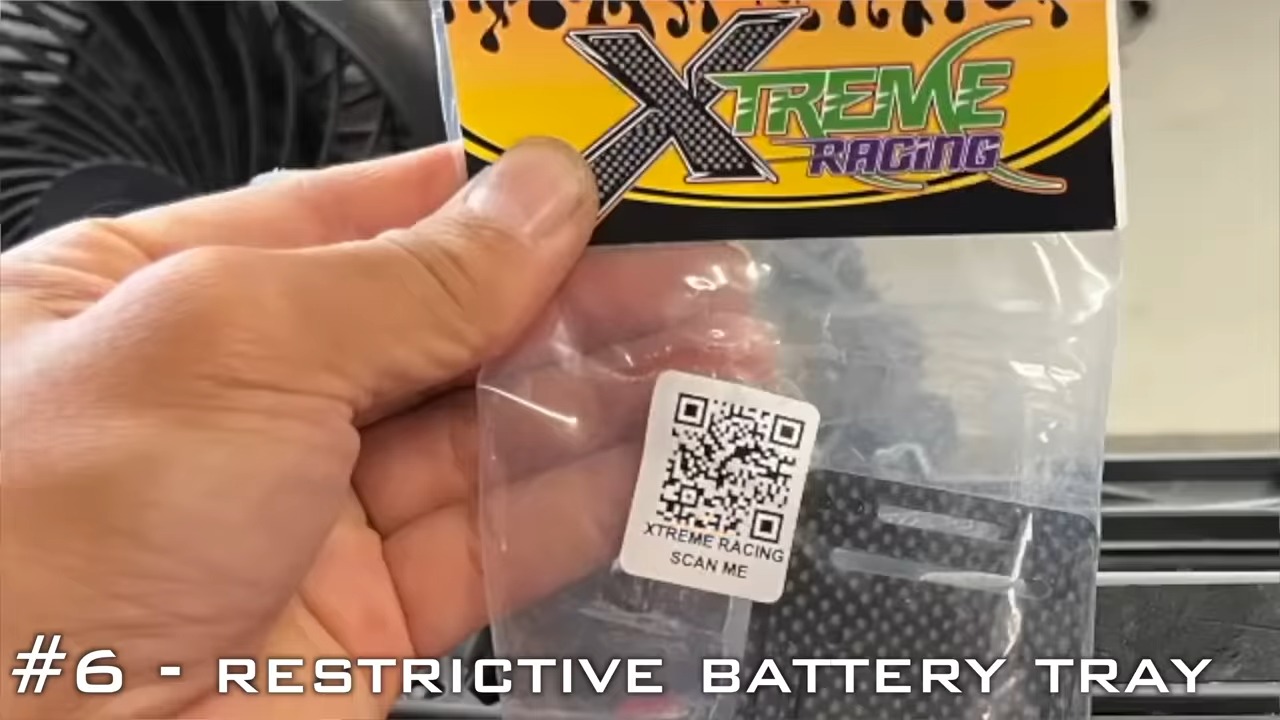 XTREME
RACING
XTREME RACING
SCAN ME
#6 - RESTRICTIVE BATTERY TRAY